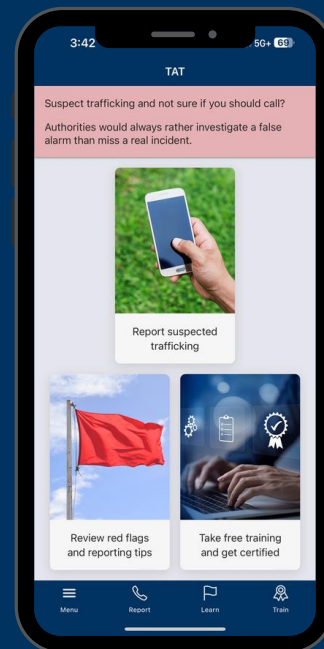 3:42
5G+ 69
TAT
Suspect trafficking and not sure if you should call?
Authorities would always rather investigate a false
alarm than miss a real incident.
Report suspected
trafficking
Review red flags
and reporting tips
Take free training
and get certified
Menu
Report
Learn
Train